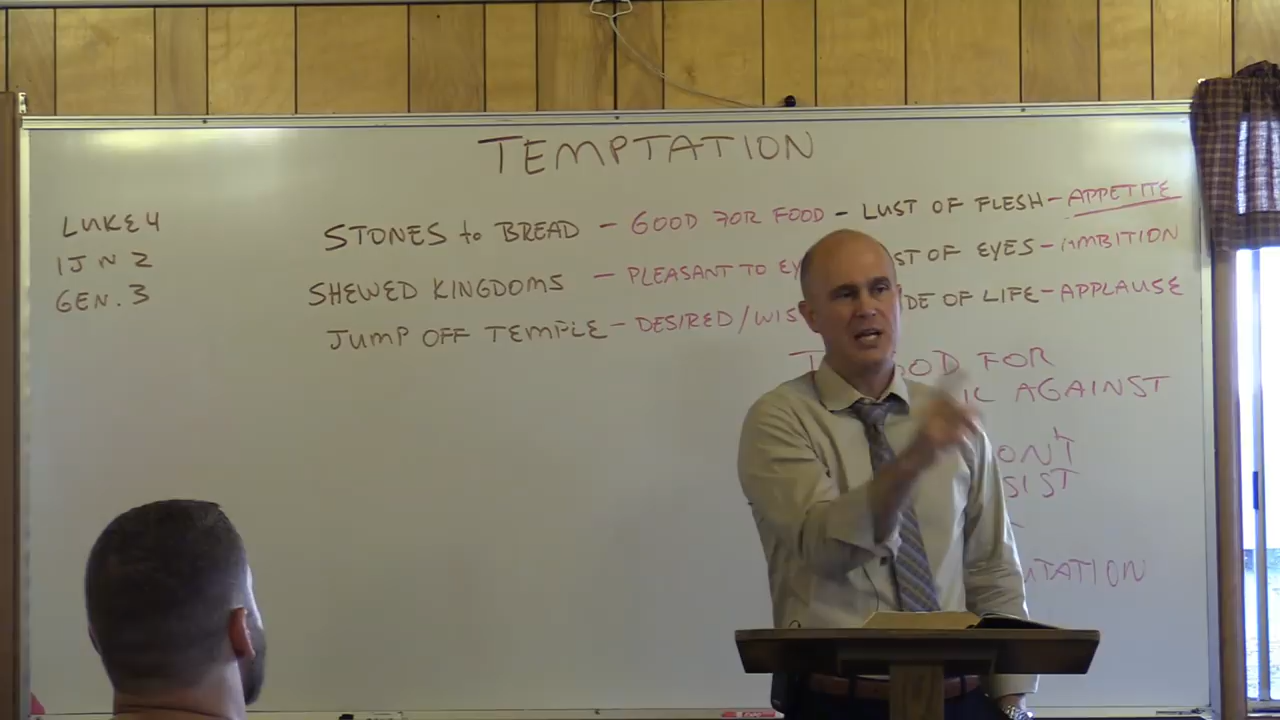 TEMPTATION
LUKE 4
1 JN 2
GEN. 3
STONES to BREAD - GOOD FOR FOOD - LUST OF FLESH - APPETITE
SHEWED KINGDOMS - PLEASANT TO EY ST OF EYES - AMBITION
JUMP OFF TEMPLE - DESIRED/WIS DE OF LIFE - APPLAUSE
FOR
AGAINST
ON'T
SIST
TATION